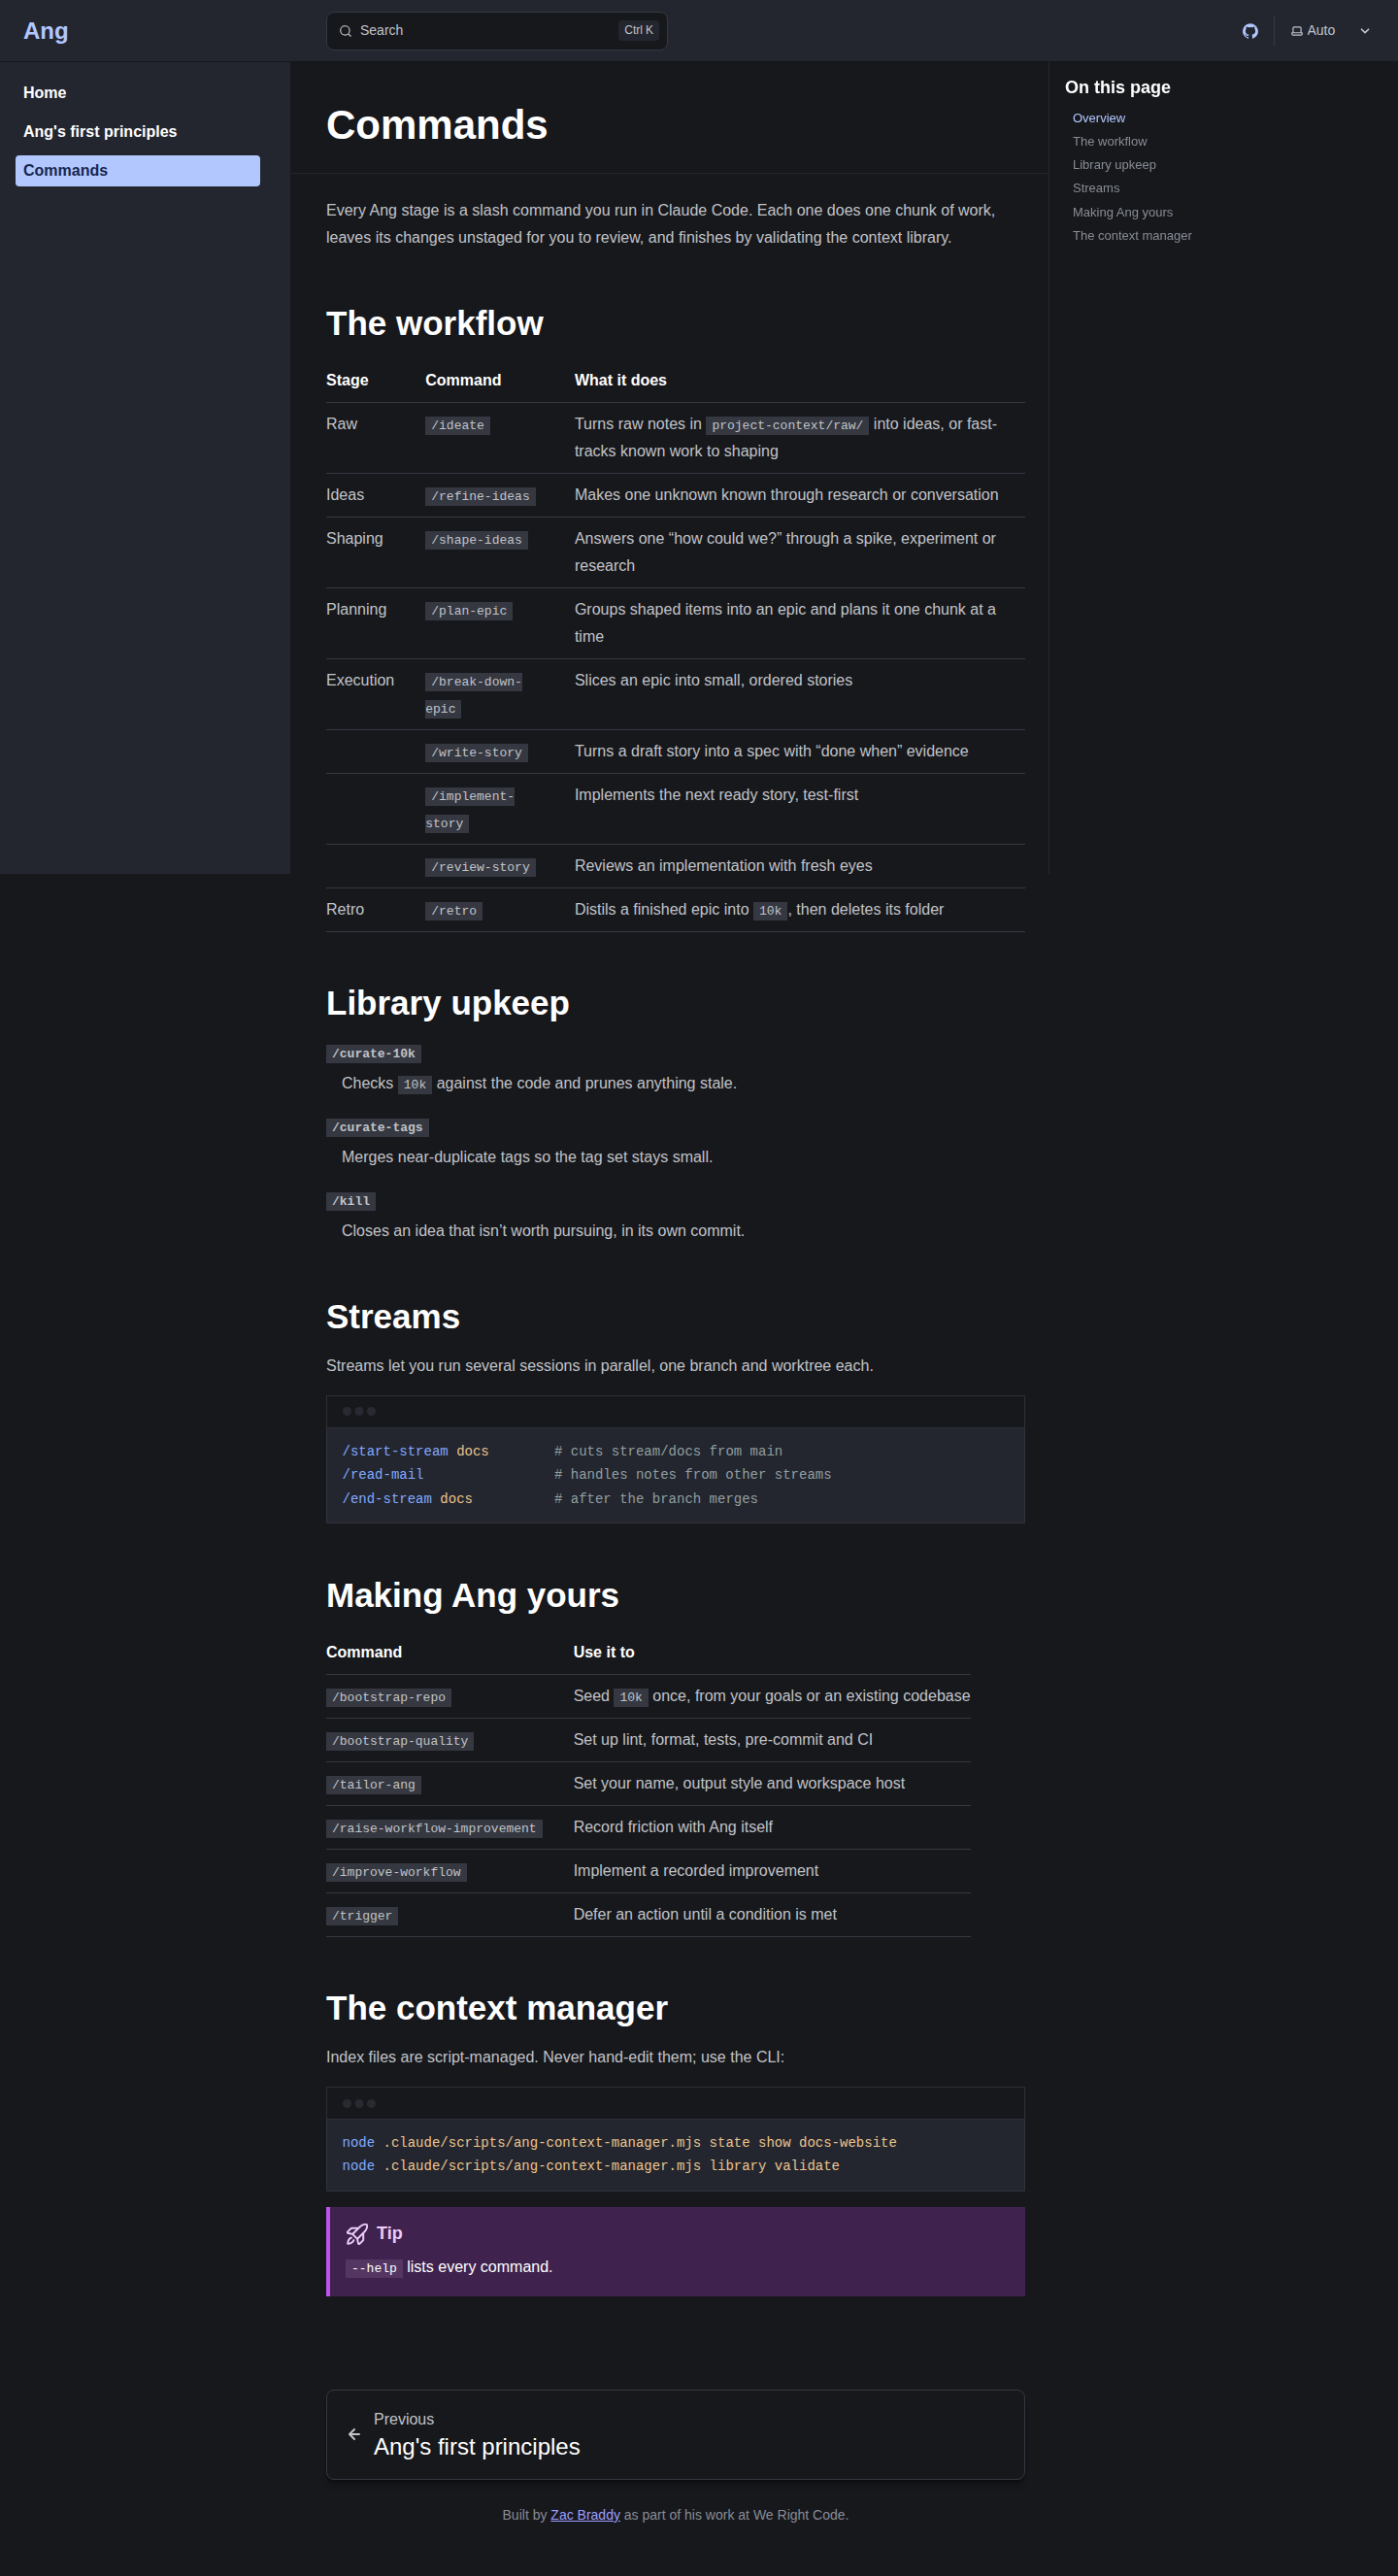 Ang
Search
Ctrl K
Auto
Home
Ang's first principles
Commands
On this page
Overview
The workflow
Library upkeep
Streams
Making Ang yours
The context manager
Commands
Every Ang stage is a slash command you run in Claude Code. Each one does one chunk of work,
leaves its changes unstaged for you to review, and finishes by validating the context library.
The workflow
Stage Command What it does
Raw /ideate Turns raw notes in project-context/raw/ into ideas, or fast-
tracks known work to shaping
Ideas /refine-ideas Makes one unknown known through research or conversation
Shaping /shape-ideas Answers one “how could we?” through a spike, experiment or
research
Planning /plan-epic Groups shaped items into an epic and plans it one chunk at a
time
Execution /break-down- Slices an epic into small, ordered stories
epic
/write-story Turns a draft story into a spec with “done when” evidence
/implement- Implements the next ready story, test-first
story
/review-story Reviews an implementation with fresh eyes
Retro /retro Distils a finished epic into 10k, then deletes its folder
Library upkeep
/curate-10k
Checks 10k against the code and prunes anything stale.
/curate-tags
Merges near-duplicate tags so the tag set stays small.
/kill
Closes an idea that isn’t worth pursuing, in its own commit.
Streams
Streams let you run several sessions in parallel, one branch and worktree each.
/start-stream docs # cuts stream/docs from main
/read-mail # handles notes from other streams
/end-stream docs # after the branch merges
Making Ang yours
Command Use it to
/bootstrap-repo Seed 10k once, from your goals or an existing codebase
/bootstrap-quality Set up lint, format, tests, pre-commit and CI
/tailor-ang Set your name, output style and workspace host
/raise-workflow-improvement Record friction with Ang itself
/improve-workflow Implement a recorded improvement
/trigger Defer an action until a condition is met
The context manager
Index files are script-managed. Never hand-edit them; use the CLI:
node .claude/scripts/ang-context-manager.mjs state show docs-website
node .claude/scripts/ang-context-manager.mjs library validate
Tip
--help lists every command.
Previous
Ang's first principles
Built by Zac Braddy as part of his work at We Right Code.